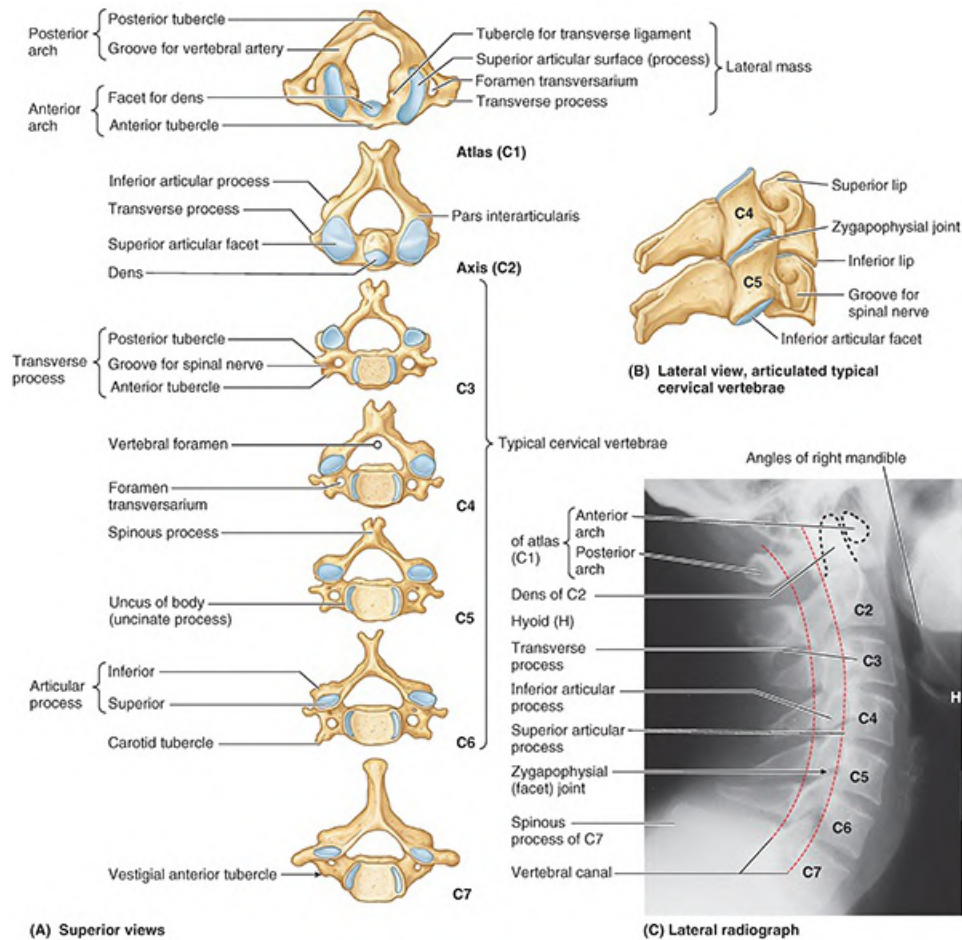 Posterior arch
Posterior tubercle
Groove for vertebral artery
Anterior arch
Facet for dens
Anterior tubercle
Tubercle for transverse ligament
Superior articular surface (process)
Foramen transversarium
Transverse process
Lateral mass
Atlas (C1)
Inferior articular process
Transverse process
Superior articular facet
Dens
Pars interarticularis
Axis (C2)
Transverse process
Posterior tubercle
Groove for spinal nerve
Anterior tubercle
C3
Vertebral foramen
Foramen
transversarium
C4
Typical cervical vertebrae
Spinous process
Uncus of body
(uncinate process)
C5
Articular process
Inferior
Superior
Carotid tubercle
C6
Vestigial anterior tubercle
C7
(A) Superior views
C4
C5
Superior lip
Zygapophysial joint
Inferior lip
Groove for
spinal nerve
Inferior articular facet
(B) Lateral view, articulated typical
cervical vertebrae
Angles of right mandible
of atlas
(C1)
Anterior
arch
Posterior
arch
Dens of C2
Hyoid (H)
Transverse
process
Inferior articular
process
Superior articular
process
Zygapophysial
(facet) joint
Spinous
process of C7
Vertebral canal
C2
C3
H
C4
C5
C6
C7
(C) Lateral radiograph